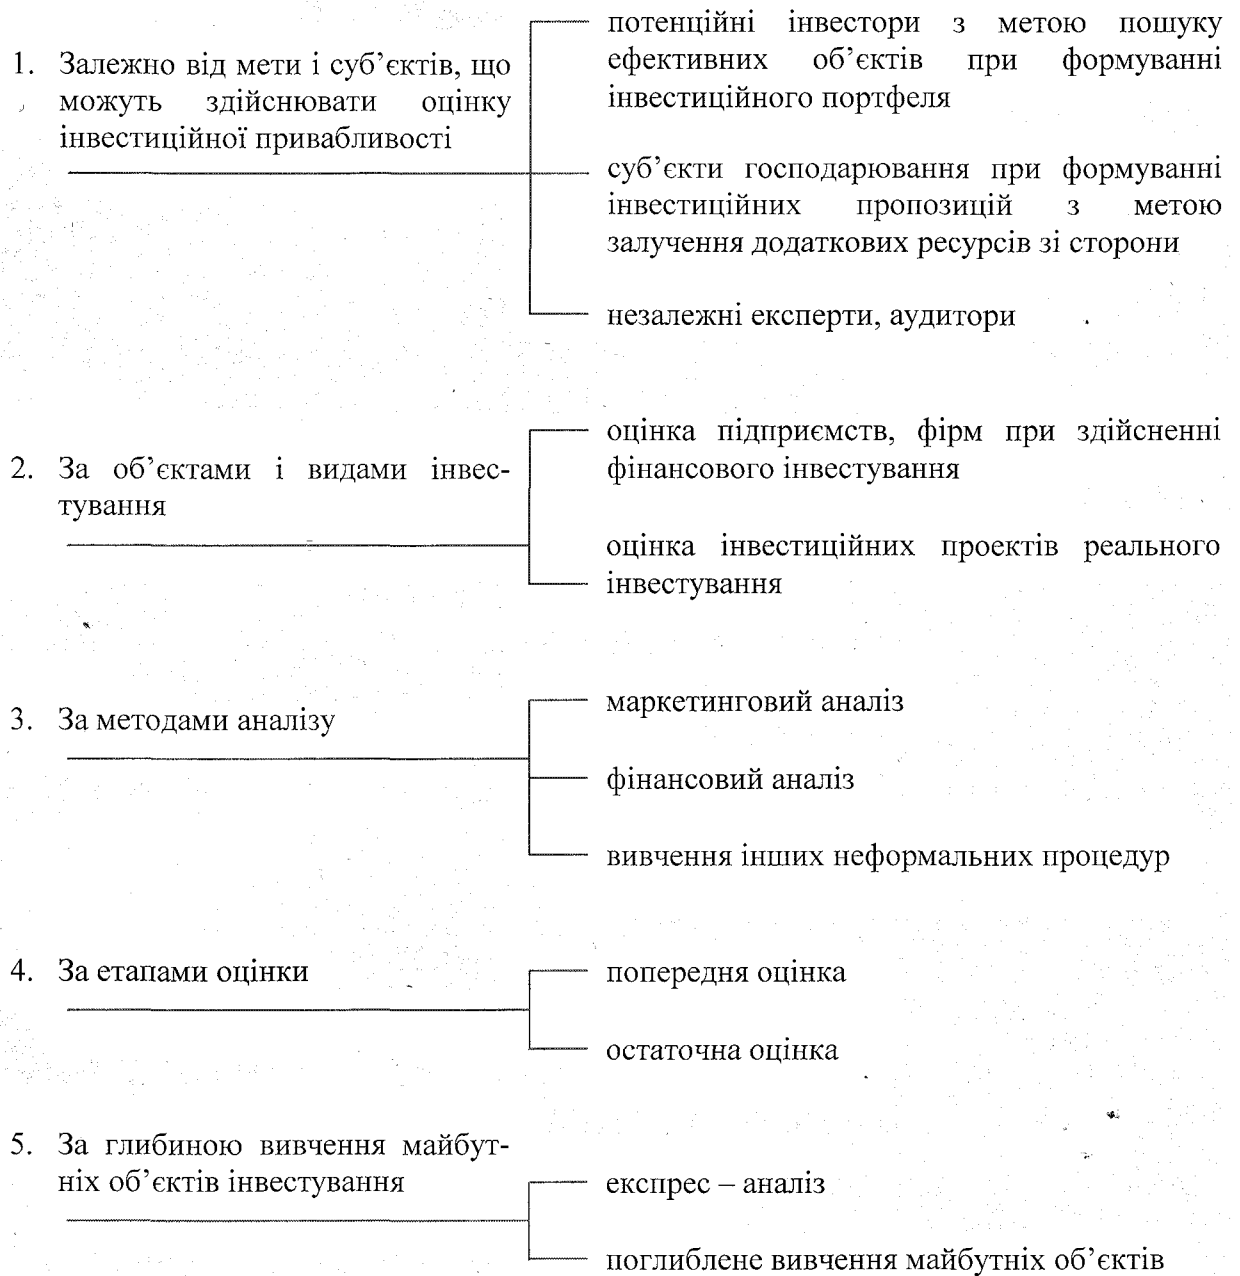 1. Залежно від мети і суб’єктів, що
можуть здійснювати оцінку
інвестиційної привабливості
потенційні інвестори з метою пошуку
ефективних об’єктів при формуванні
інвестиційного портфеля
суб’єкти господарювання при формуванні
інвестиційних пропозицій з метою
залучення додаткових ресурсів зі сторони
незалежні експерти, аудитори
2. За об’єктами і видами інвес-
тування
оцінка підприємств, фірм при здійсненні
фінансового інвестування
оцінка інвестиційних проектів реального
інвестування
3. За методами аналізу
маркетинговий аналіз
фінансовий аналіз
вивчення інших неформальних процедур
4. За етапами оцінки
попередня оцінка
остаточна оцінка
5. За глибиною вивчення майбут-
ніх об’єктів інвестування
експрес – аналіз
поглиблене вивчення майбутніх об’єктів